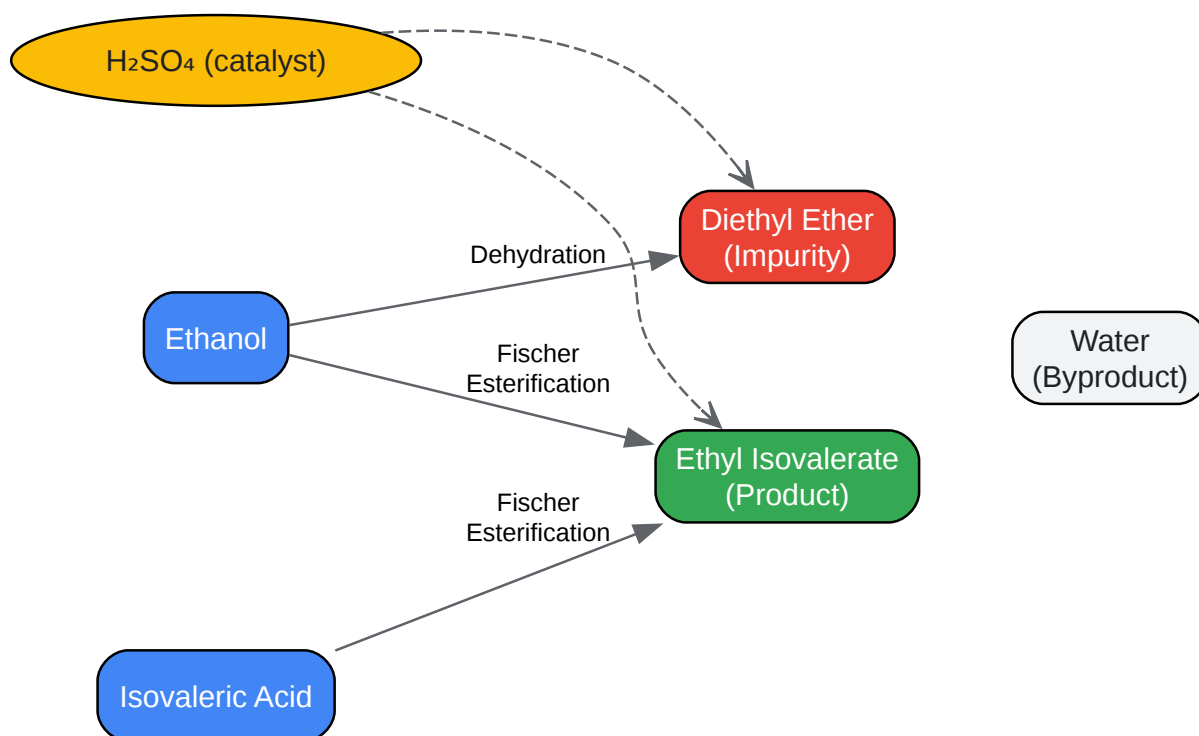 H₂SO₄ (catalyst)
Diethyl Ether
(Impurity)
Dehydration
Ethanol
Water
(Byproduct)
Fischer
Esterification
Ethyl Isovalerate
(Product)
Fischer
Esterification
Isovaleric Acid